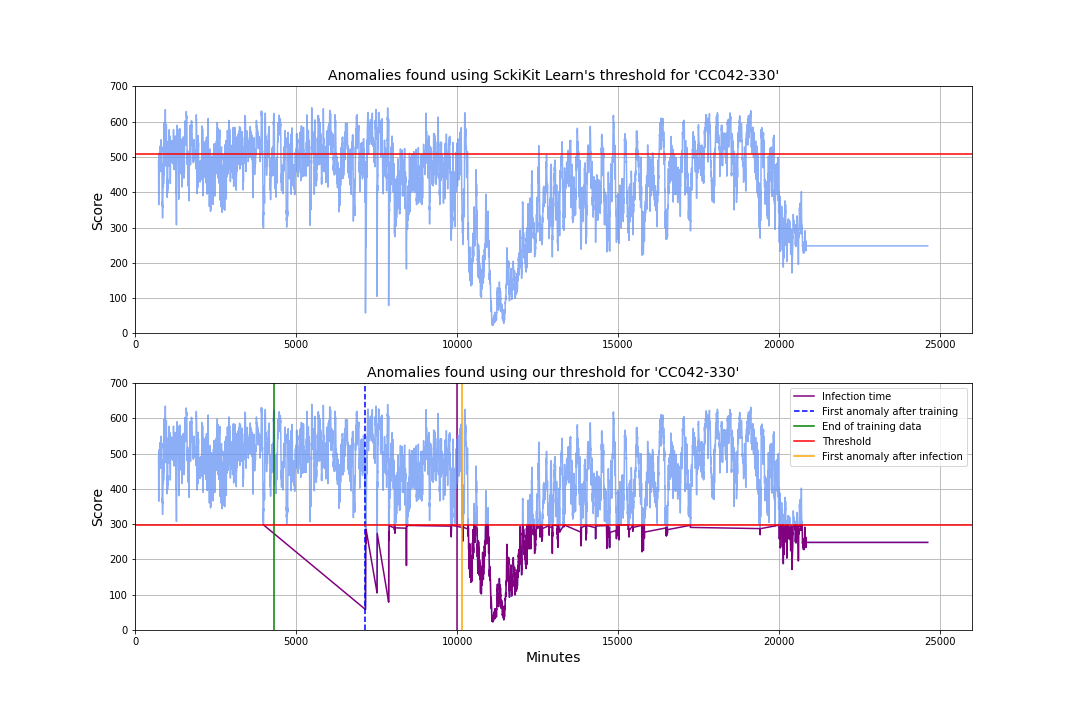 Anomalies found using SckiKit Learn's threshold for 'CC042-330'
700
600
500
400
300
200
100
0
Score
0 5000 10000 15000 20000 25000
Anomalies found using our threshold for 'CC042-330'
700
600
500
400
300
200
100
0
Score
Infection time
First anomaly after training
End of training data
Threshold
First anomaly after infection
0 5000 10000 15000 20000 25000
Minutes